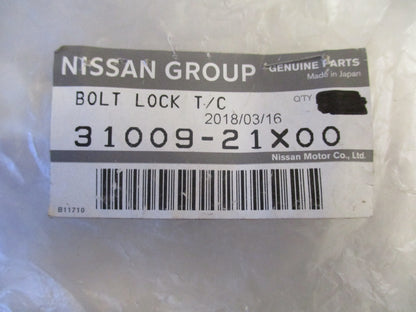 NISSAN GROUP GENUINE PARTS
Made in Japan
BOLT LOCK T/C Q'TY
2018/03/16
31009-21X00
Nissan Motor Co., Ltd.
B11710